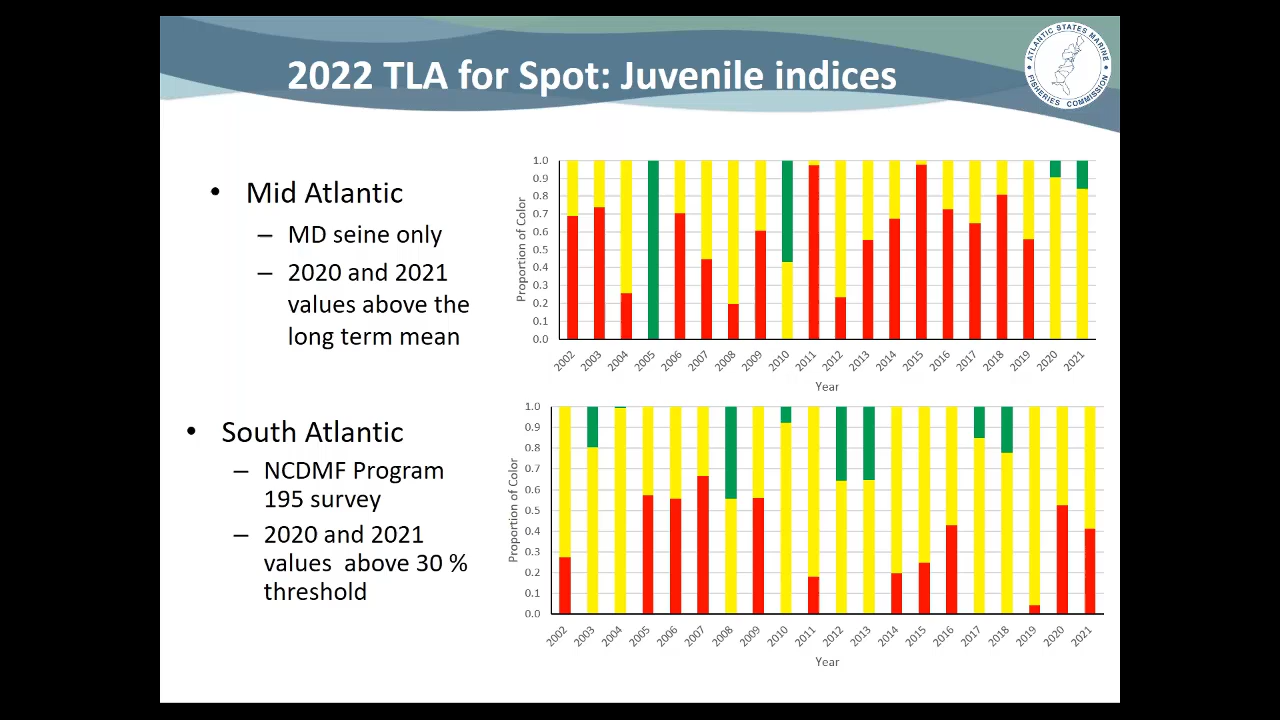 2022 TLA for Spot: Juvenile indices
ATLANTIC STATES MARINE
FISHERIES COMMISSION
• Mid Atlantic
– MD seine only
– 2020 and 2021
values above the
long term mean
1.0
0.9
0.8
0.7
0.6
0.5
0.4
0.3
0.2
0.1
0.0
Proportion of Color
2002 2003 2004 2005 2006 2007 2008 2009 2010 2011 2012 2013 2014 2015 2016 2017 2018 2019 2020 2021
Year
• South Atlantic
– NCDMF Program
195 survey
– 2020 and 2021
values above 30 %
threshold
1.0
0.9
0.8
0.7
0.6
0.5
0.4
0.3
0.2
0.1
0.0
Proportion of Color
2002 2003 2004 2005 2006 2007 2008 2009 2010 2011 2012 2013 2014 2015 2016 2017 2018 2019 2020 2021
Year